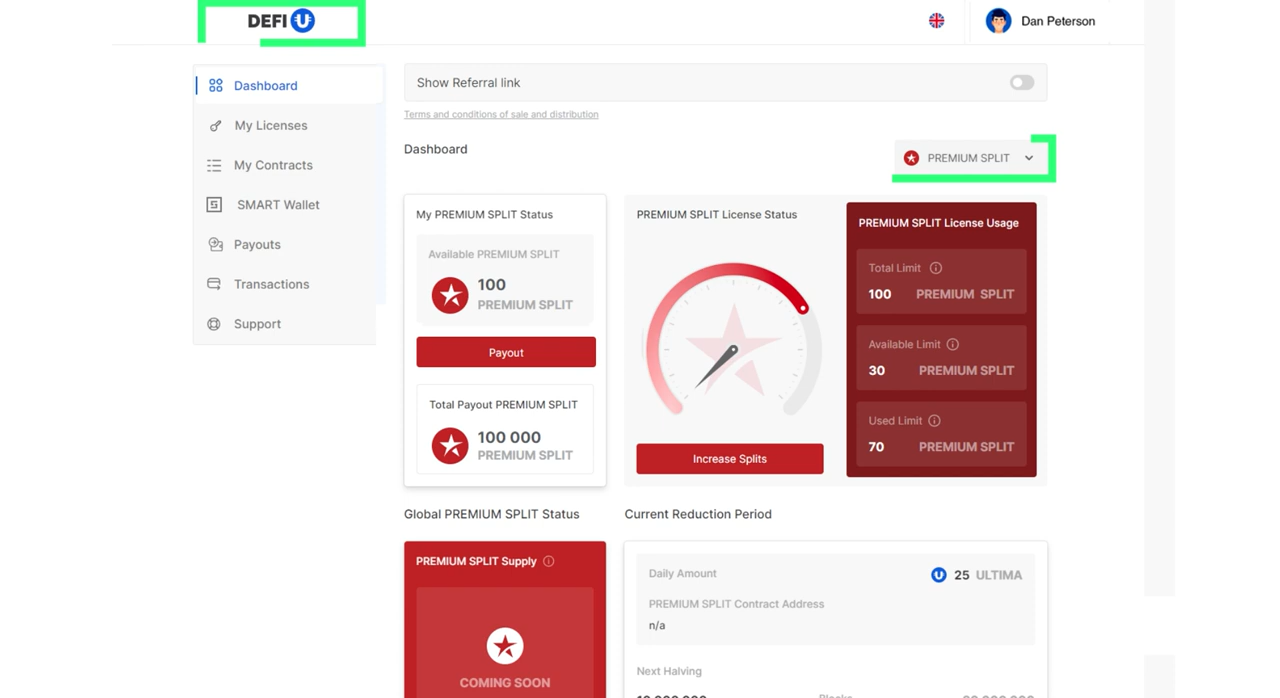 DEFI U
Dan Peterson
Dashboard
My Licenses
My Contracts
SMART Wallet
Payouts
Transactions
Support
Show Referral link
Terms and conditions of sale and distribution
Dashboard
PREMIUM SPLIT
My PREMIUM SPLIT Status
Available PREMIUM SPLIT
100
PREMIUM SPLIT
Payout
Total Payout PREMIUM SPLIT
100 000
PREMIUM SPLIT
PREMIUM SPLIT License Status
Increase Splits
PREMIUM SPLIT License Usage
Total Limit
100 PREMIUM SPLIT
Available Limit
30 PREMIUM SPLIT
Used Limit
70 PREMIUM SPLIT
Global PREMIUM SPLIT Status
PREMIUM SPLIT Supply
COMING SOON
Current Reduction Period
Daily Amount
25 ULTIMA
PREMIUM SPLIT Contract Address
n/a
Next Halving
Blocks